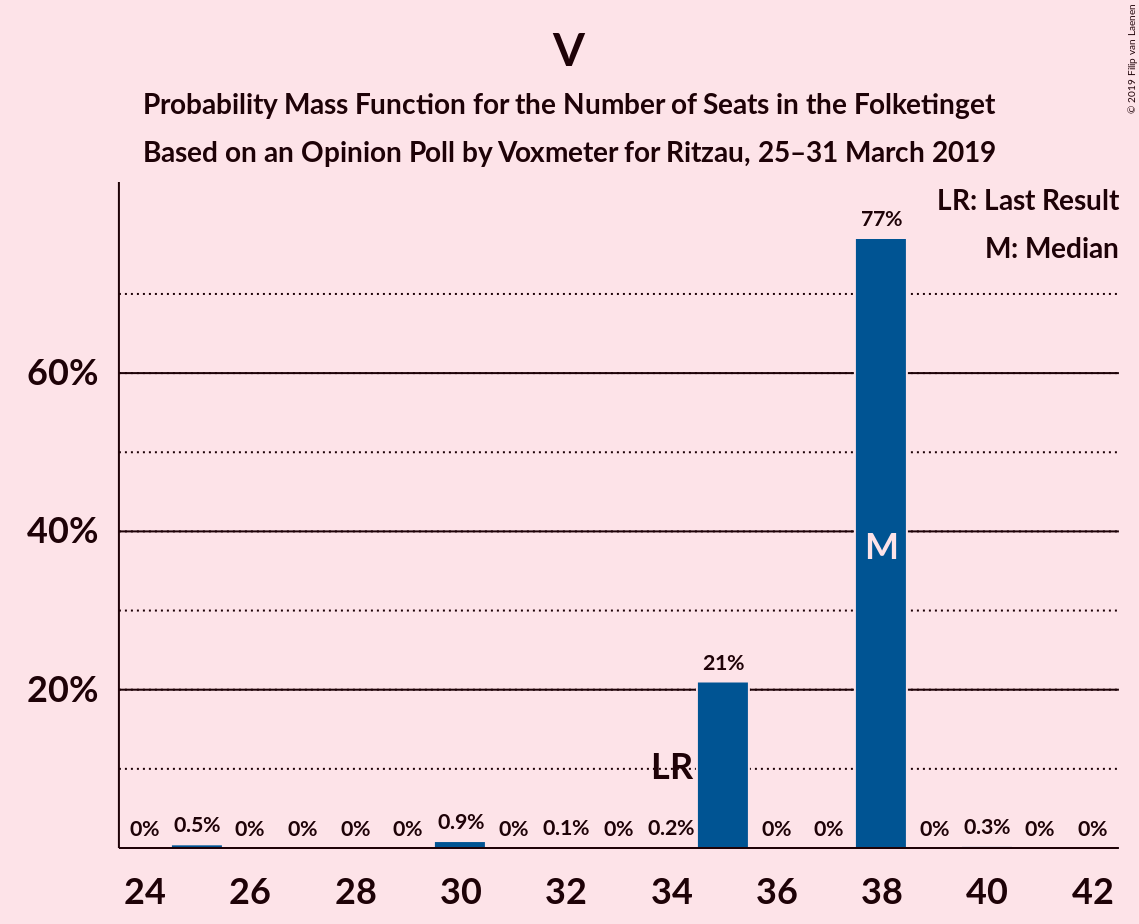 V
Probability Mass Function for the Number of Seats in the Folketinget
Based on an Opinion Poll by Voxmeter for Ritzau, 25–31 March 2019
© 2019 Filip van Laenen
LR: Last Result
M: Median
60%
40%
20%
0% 0.5% 0% 0% 0% 0% 0.9% 0% 0.1% 0% 0.2% 21% 0% 0% 77% 0% 0.3% 0% 0%
LR
M
24 26 28 30 32 34 36 38 40 42